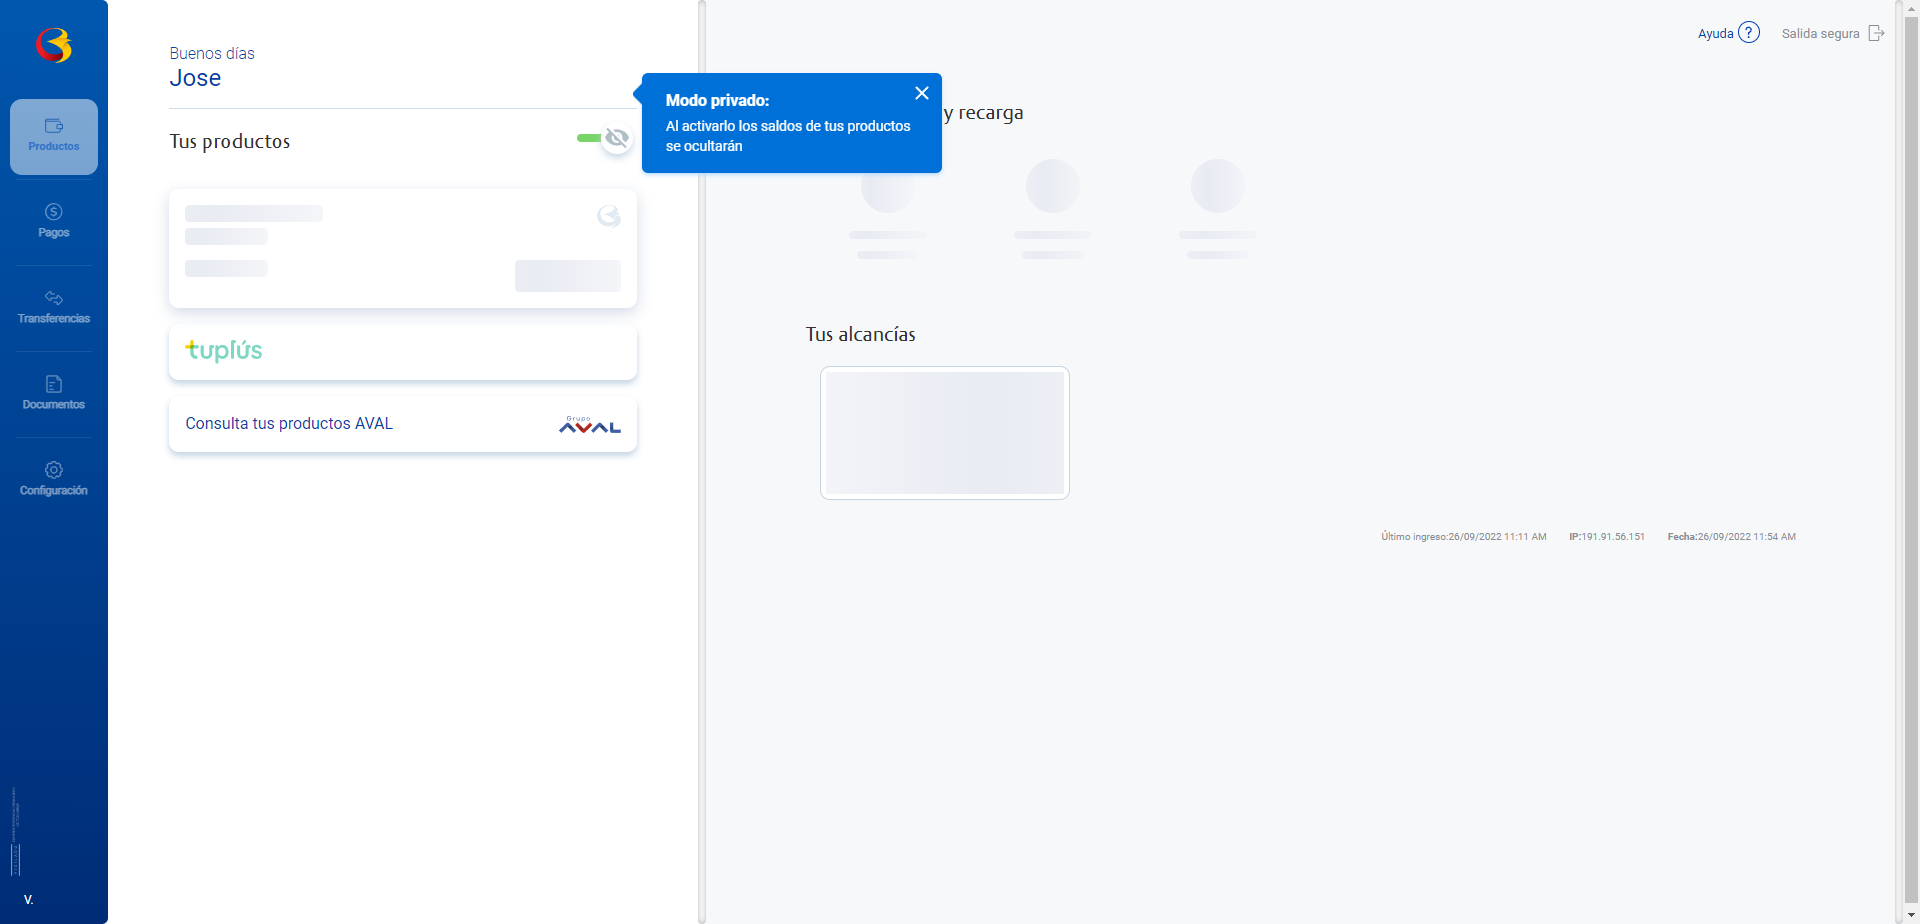 Productos
Pagos
Transferencias
Documentos
Configuración
V.
Buenos días
Jose
Tus productos
tuplús
Consulta tus productos AVAL
Grupo
AVAL
Modo privado:
Al activarlo los saldos de tus productos
se ocultarán
Ayuda ?
Salida segura
y recarga
Tus alcancías
Último ingreso:26/09/2022 11:11 AM IP:191.91.56.151 Fecha:26/09/2022 11:54 AM